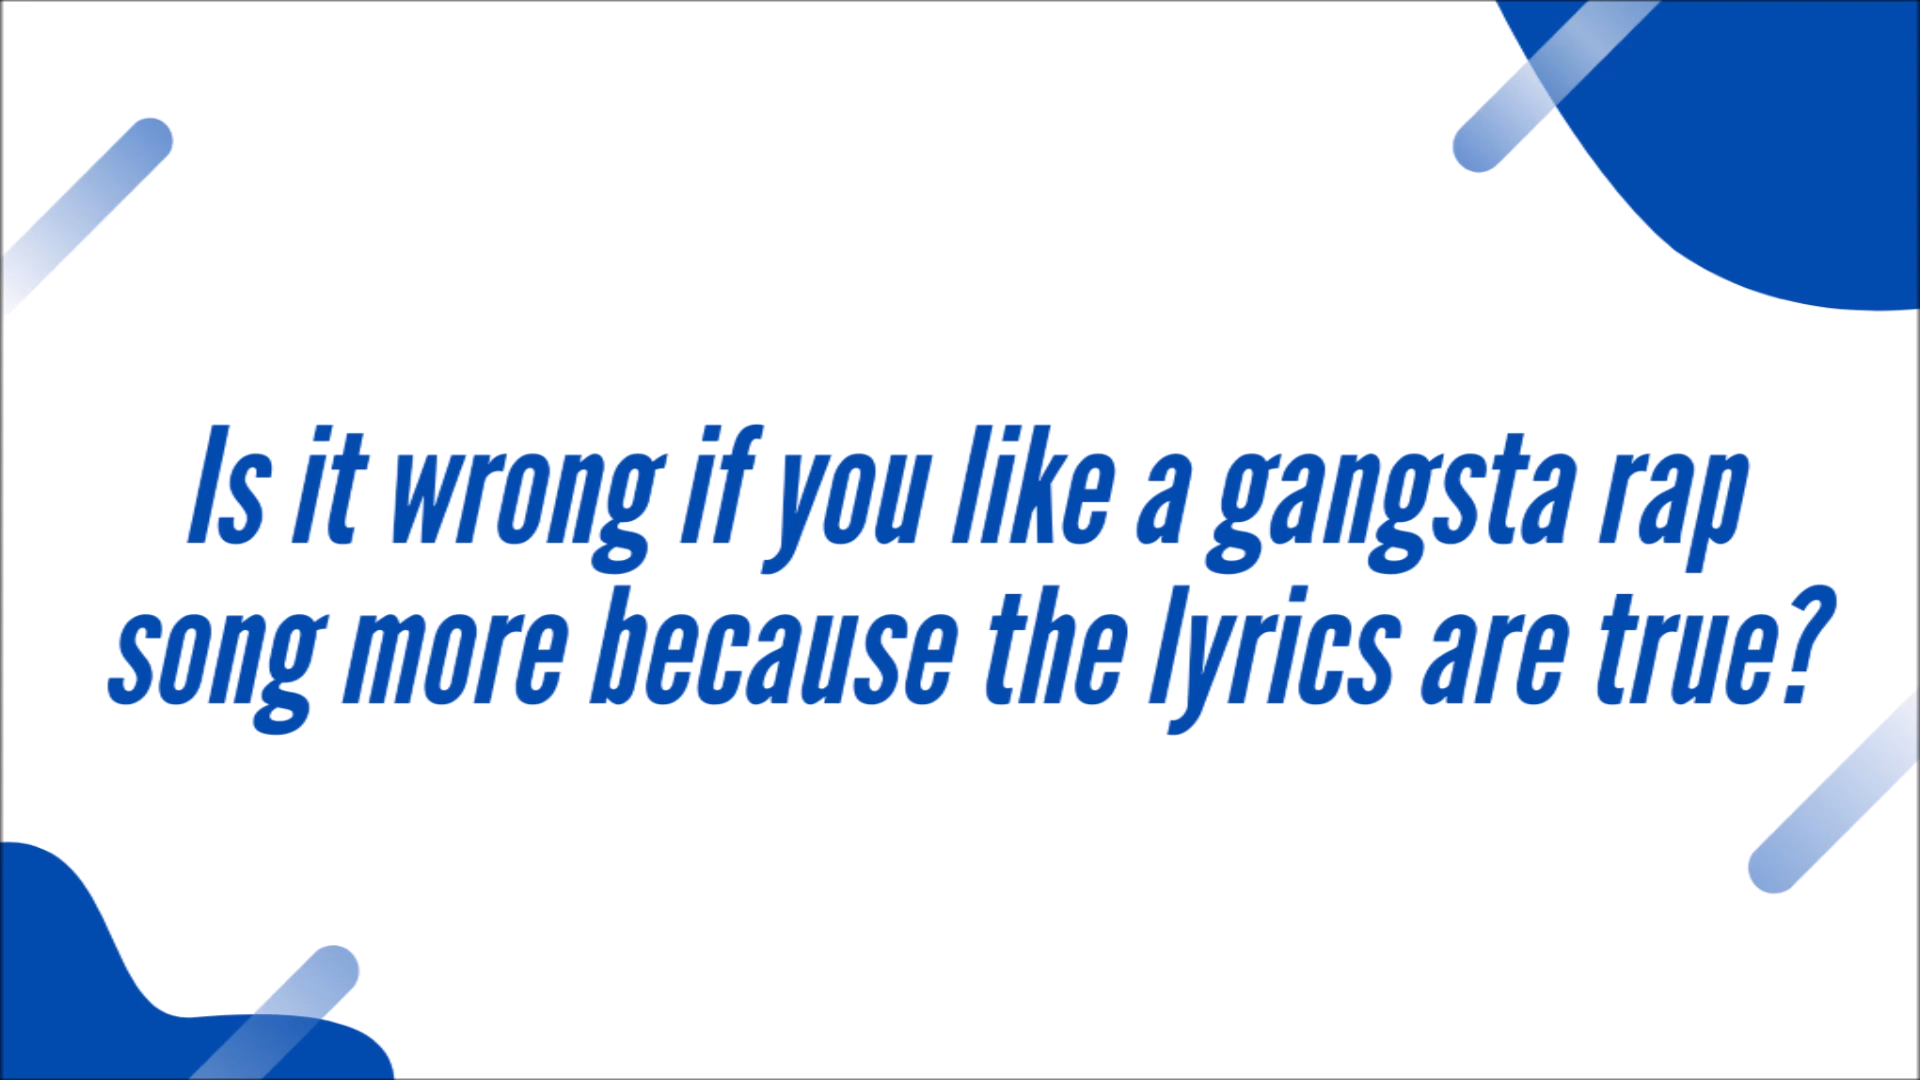 Is it wrong if you like a gangsta rap
song more because the lyrics are true?